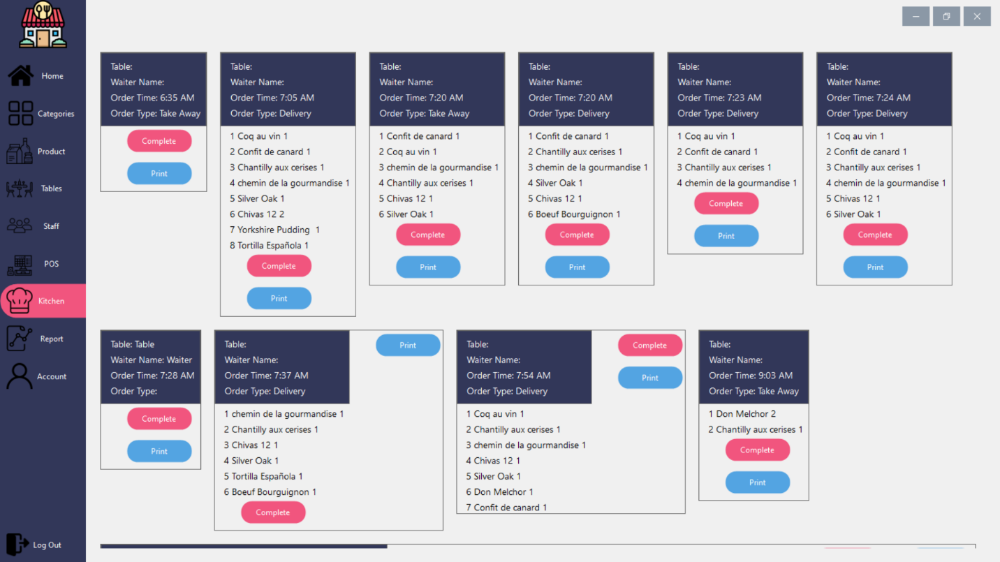 Home
Categories
Product
Tables
Staff
POS
Kitchen
Report
Account
Log Out
Table:
Waiter Name:
Order Time: 6:35 AM
Order Type: Take Away
Complete
Print
Table:
Waiter Name:
Order Time: 7:05 AM
Order Type: Delivery
1 Coq au vin 1
2 Confit de canard 1
3 Chantilly aux cerises 1
4 chemin de la gourmandise 1
5 Silver Oak 1
6 Chivas 12 2
7 Yorkshire Pudding  1
8 Tortilla Española 1
Complete
Print
Table:
Waiter Name:
Order Time: 7:20 AM
Order Type: Take Away
1 Confit de canard 1
2 Coq au vin 1
3 chemin de la gourmandise 1
4 Chantilly aux cerises 1
5 Chivas 12 1
6 Silver Oak 1
Complete
Print
Table:
Waiter Name:
Order Time: 7:20 AM
Order Type: Delivery
1 Confit de canard 1
2 Chantilly aux cerises 1
3 chemin de la gourmandise 1
4 Silver Oak 1
5 Chivas 12 1
6 Boeuf Bourguignon 1
Complete
Print
Table:
Waiter Name:
Order Time: 7:23 AM
Order Type: Delivery
1 Coq au vin 1
2 Confit de canard 1
3 Chantilly aux cerises 1
4 chemin de la gourmandise 1
Complete
Print
Table:
Waiter Name:
Order Time: 7:24 AM
Order Type: Delivery
1 Coq au vin 1
2 Confit de canard 1
3 Chantilly aux cerises 1
4 chemin de la gourmandise 1
5 Chivas 12 1
6 Silver Oak 1
Complete
Print
Table: Table
Waiter Name: Waiter
Order Time: 7:28 AM
Order Type:
Complete
Print
Table:
Waiter Name:
Order Time: 7:37 AM
Order Type: Delivery
Print
1 chemin de la gourmandise 1
2 Chantilly aux cerises 1
3 Chivas 12 1
4 Silver Oak 1
5 Tortilla Española 1
6 Boeuf Bourguignon 1
Complete
Table:
Waiter Name:
Order Time: 7:54 AM
Order Type: Delivery
Complete
Print
1 Coq au vin 1
2 Chantilly aux cerises 1
3 chemin de la gourmandise 1
4 Chivas 12 1
5 Silver Oak 1
6 Don Melchor 1
7 Confit de canard 1
Table:
Waiter Name:
Order Time: 9:03 AM
Order Type: Take Away
1 Don Melchor 2
2 Chantilly aux cerises 1
Complete
Print